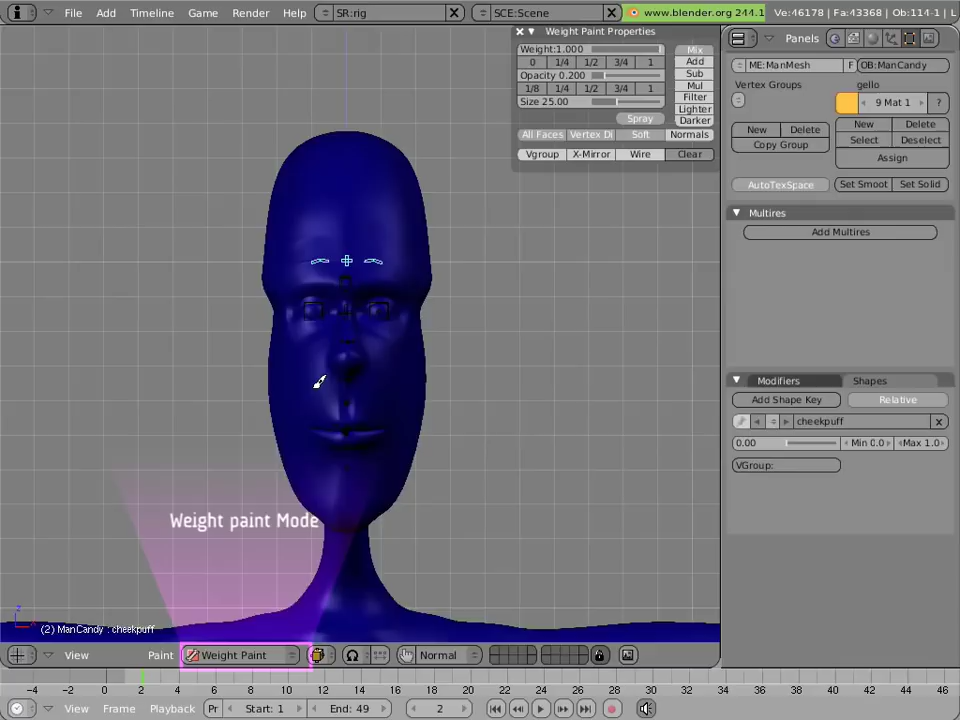 File Add Timeline Game Render Help SR:rig SCE:Scene www.blender.org 244.1 Ve:46178 | Fa:43368 | Ob:114-1 | L
Weight Paint Properties
Weight:1.000
0 1/4 1/2 3/4 1
Opacity 0.200
1/8 1/4 1/2 3/4 1
Size 25.00
Spray
All Faces Vertex Di Soft Normals
Vgroup X-Mirror Wire Clear
Mix
Add
Sub
Mul
Filter
Lighter
Darker
Panels
ME:ManMesh F OB:ManCandy
Vertex Groups gello
9 Mat 1 ?
New Delete New Delete
Copy Group Select Deselect
Assign
AutoTexSpace Set Smoot Set Solid
Multires
Add Multires
Modifiers Shapes
Add Shape Key Relative
cheekpuff
0.00 Min 0.0 Max 1.0
VGroup:
Weight paint Mode
z
x
(2) ManCandy : cheekpuff
View Paint Weight Paint Normal
-4 -2 0 2 4 6 8 10 12 14 16 18 20 22 24 26 28 30 32 34 36 38 40 42 44 46
View Frame Playback Pr Start: 1 End: 49 2